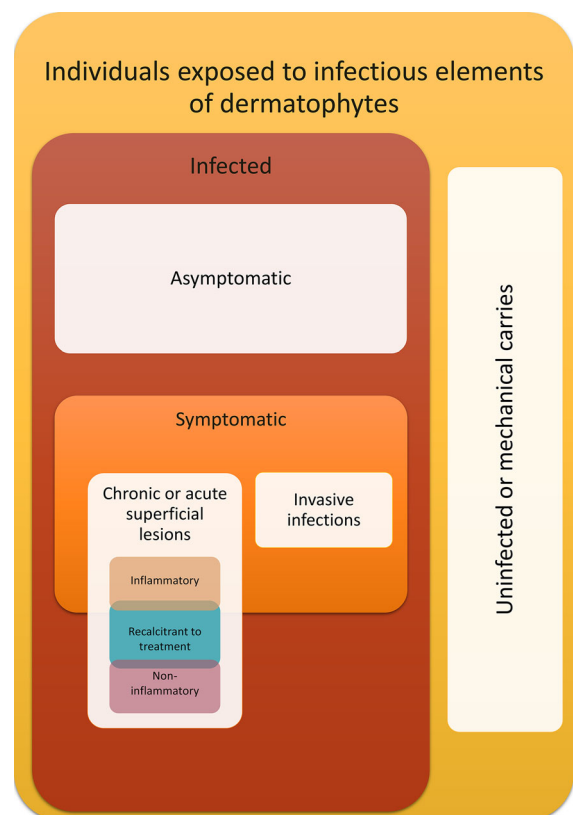 Individuals exposed to infectious elements
of dermatophytes
Infected
Asymptomatic
Symptomatic
Chronic or acute
superficial
lesions
Inflammatory
Recalcitrant to
treatment
Non-
inflammatory
Invasive
infections
Uninfected or mechanical carries